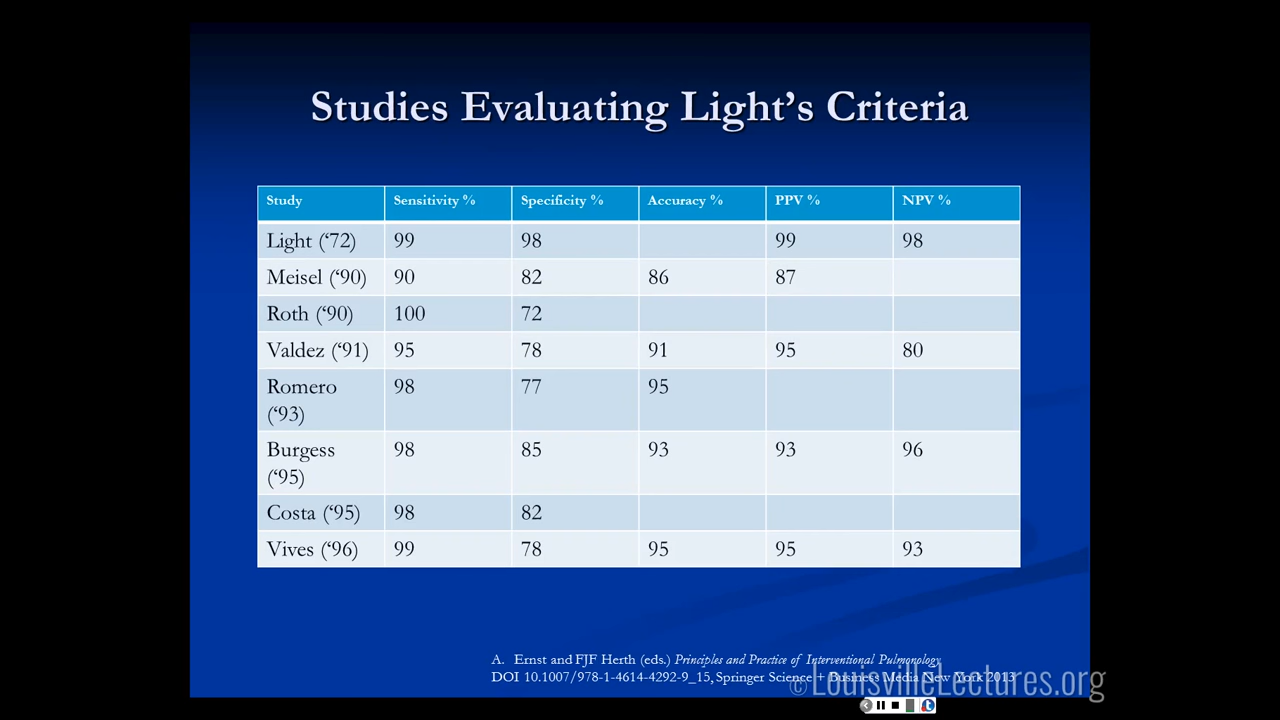 Studies Evaluating Light's Criteria
Study Sensitivity % Specificity % Accuracy % PPV % NPV %
Light (‘72) 99 98 99 98
Meisel (‘90) 90 82 86 87
Roth (‘90) 100 72
Valdez (‘91) 95 78 91 95 80
Romero 98 77 95
(‘93)
Burgess 98 85 93 93 96
(‘95)
Costa (‘95) 98 82
Vives (‘96) 99 78 95 95 93
A. Ernst and FJF Herth (eds.) Principles and Practice of Interventional Pulmonology,
DOI 10.1007/978-1-4614-4292-9_15, Springer Science + Business Media New York 2013
© LouisvilleLectures.org